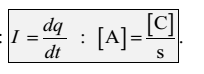 : I = dq/dt : [A] = [C]/s.